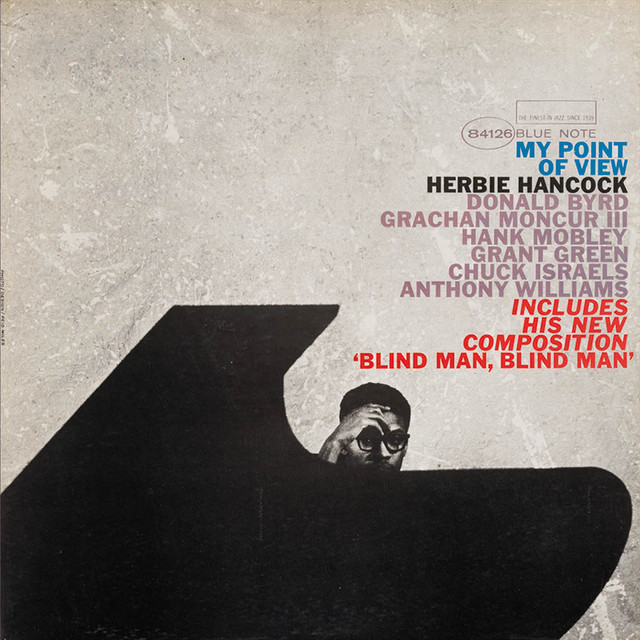 THE FINEST IN JAZZ SINCE 1939
84126 BLUE NOTE
MY POINT
OF VIEW
HERBIE HANCOCK
DONALD BYRD
GRACHAN MONCUR III
HANK MOBLEY
GRANT GREEN
CHUCK ISRAELS
ANTHONY WILLIAMS
INCLUDES
HIS NEW
COMPOSITION
‘BLIND MAN, BLIND MAN’